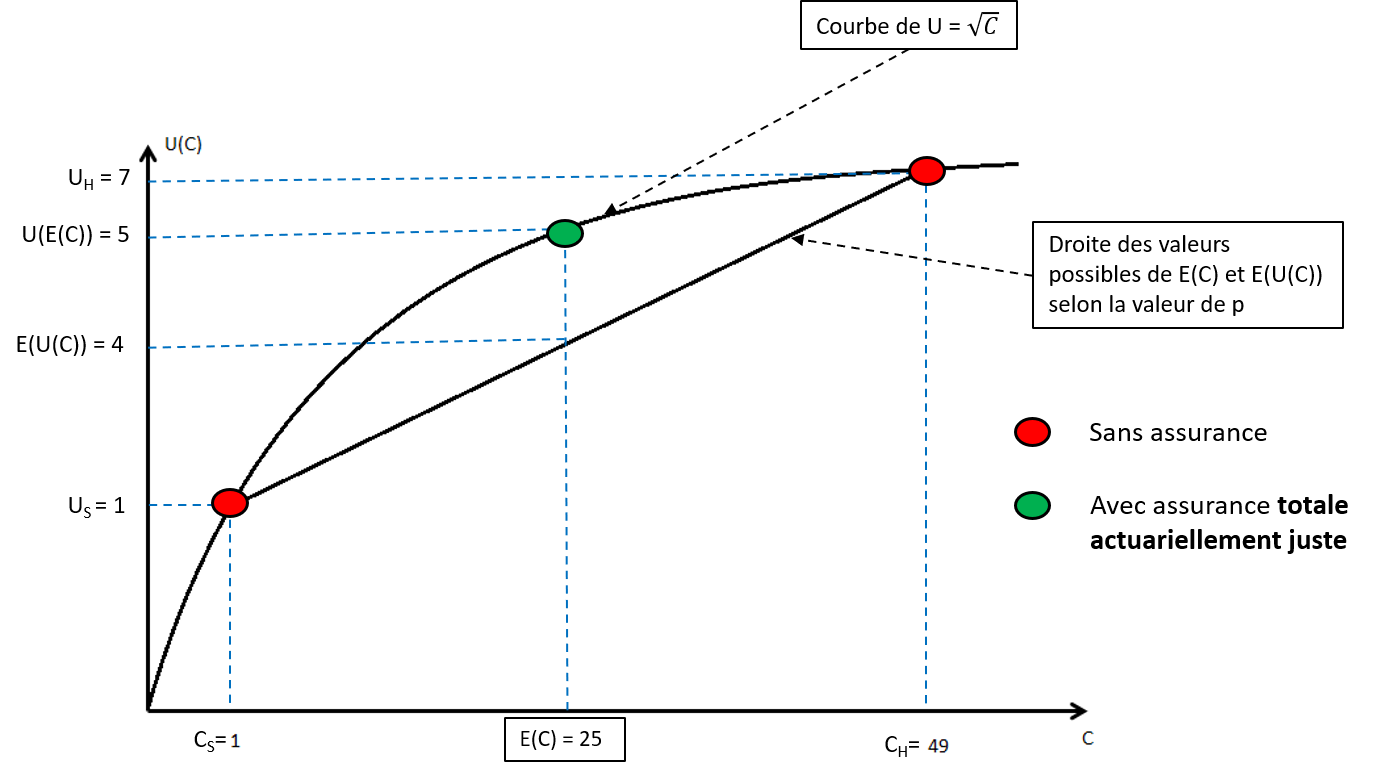 Courbe de U = √C
U(C)
U_H = 7
U(E(C)) = 5
E(U(C)) = 4
U_S = 1
Droite des valeurs
possibles de E(C) et E(U(C))
selon la valeur de p
Sans assurance
Avec assurance totale
actuariellement juste
C_S= 1
E(C) = 25
C_H= 49
C